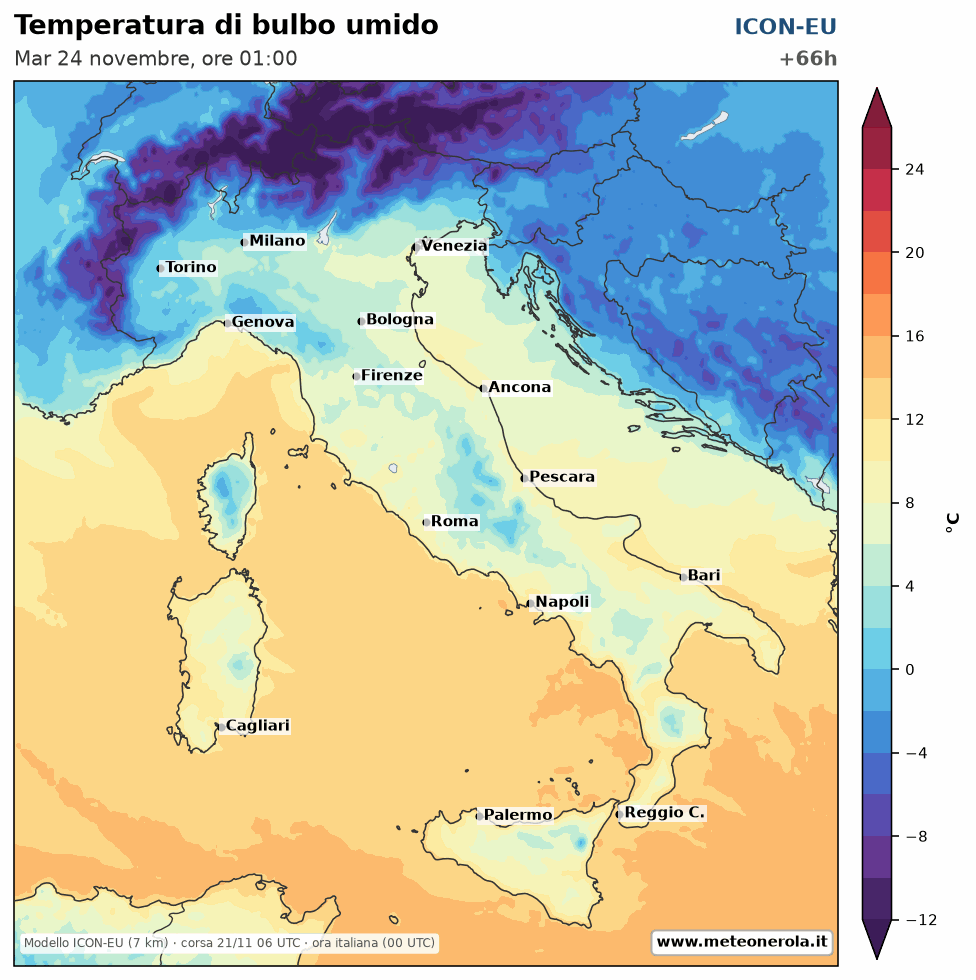 Temperatura di bulbo umido
ICON-EU
Mar 24 novembre, ore 01:00
+66h
Milano
Venezia
Torino
Genova
Bologna
Firenze
Ancona
Pescara
Roma
Bari
Napoli
Cagliari
Palermo
Reggio C.
24
20
16
12
8
4
0
−4
−8
−12
°C
Modello ICON-EU (7 km) · corsa 21/11 06 UTC · ora italiana (00 UTC)
www.meteonerola.it